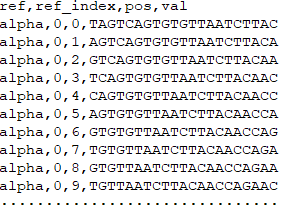 ref,ref_index,pos,val
alpha,0,0,TAGTCAGTGTGTTAATCTTAC
alpha,0,1,AGTCAGTGTGTTAATCTTACA
alpha,0,2,GTCAGTGTGTTAATCTTACAA
alpha,0,3,TCAGTGTGTTAATCTTACAAC
alpha,0,4,CAGTGTGTTAATCTTACAACC
alpha,0,5,AGTGTGTTAATCTTACAACCA
alpha,0,6,GTGTGTTAATCTTACAACCAG
alpha,0,7,TGTGTTAATCTTACAACCAGA
alpha,0,8,GTGTTAATCTTACAACCAGAA
alpha,0,9,TGTTAATCTTACAACCAGAAC
...............................